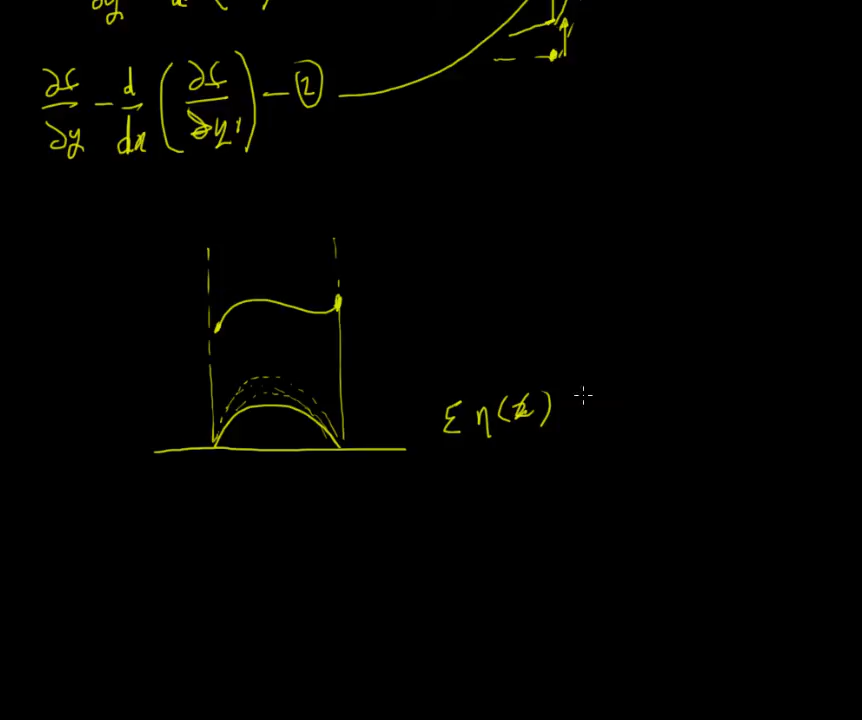 ∂f/∂y − d/dx (∂f/∂y') — ②
Ɛ η(x)